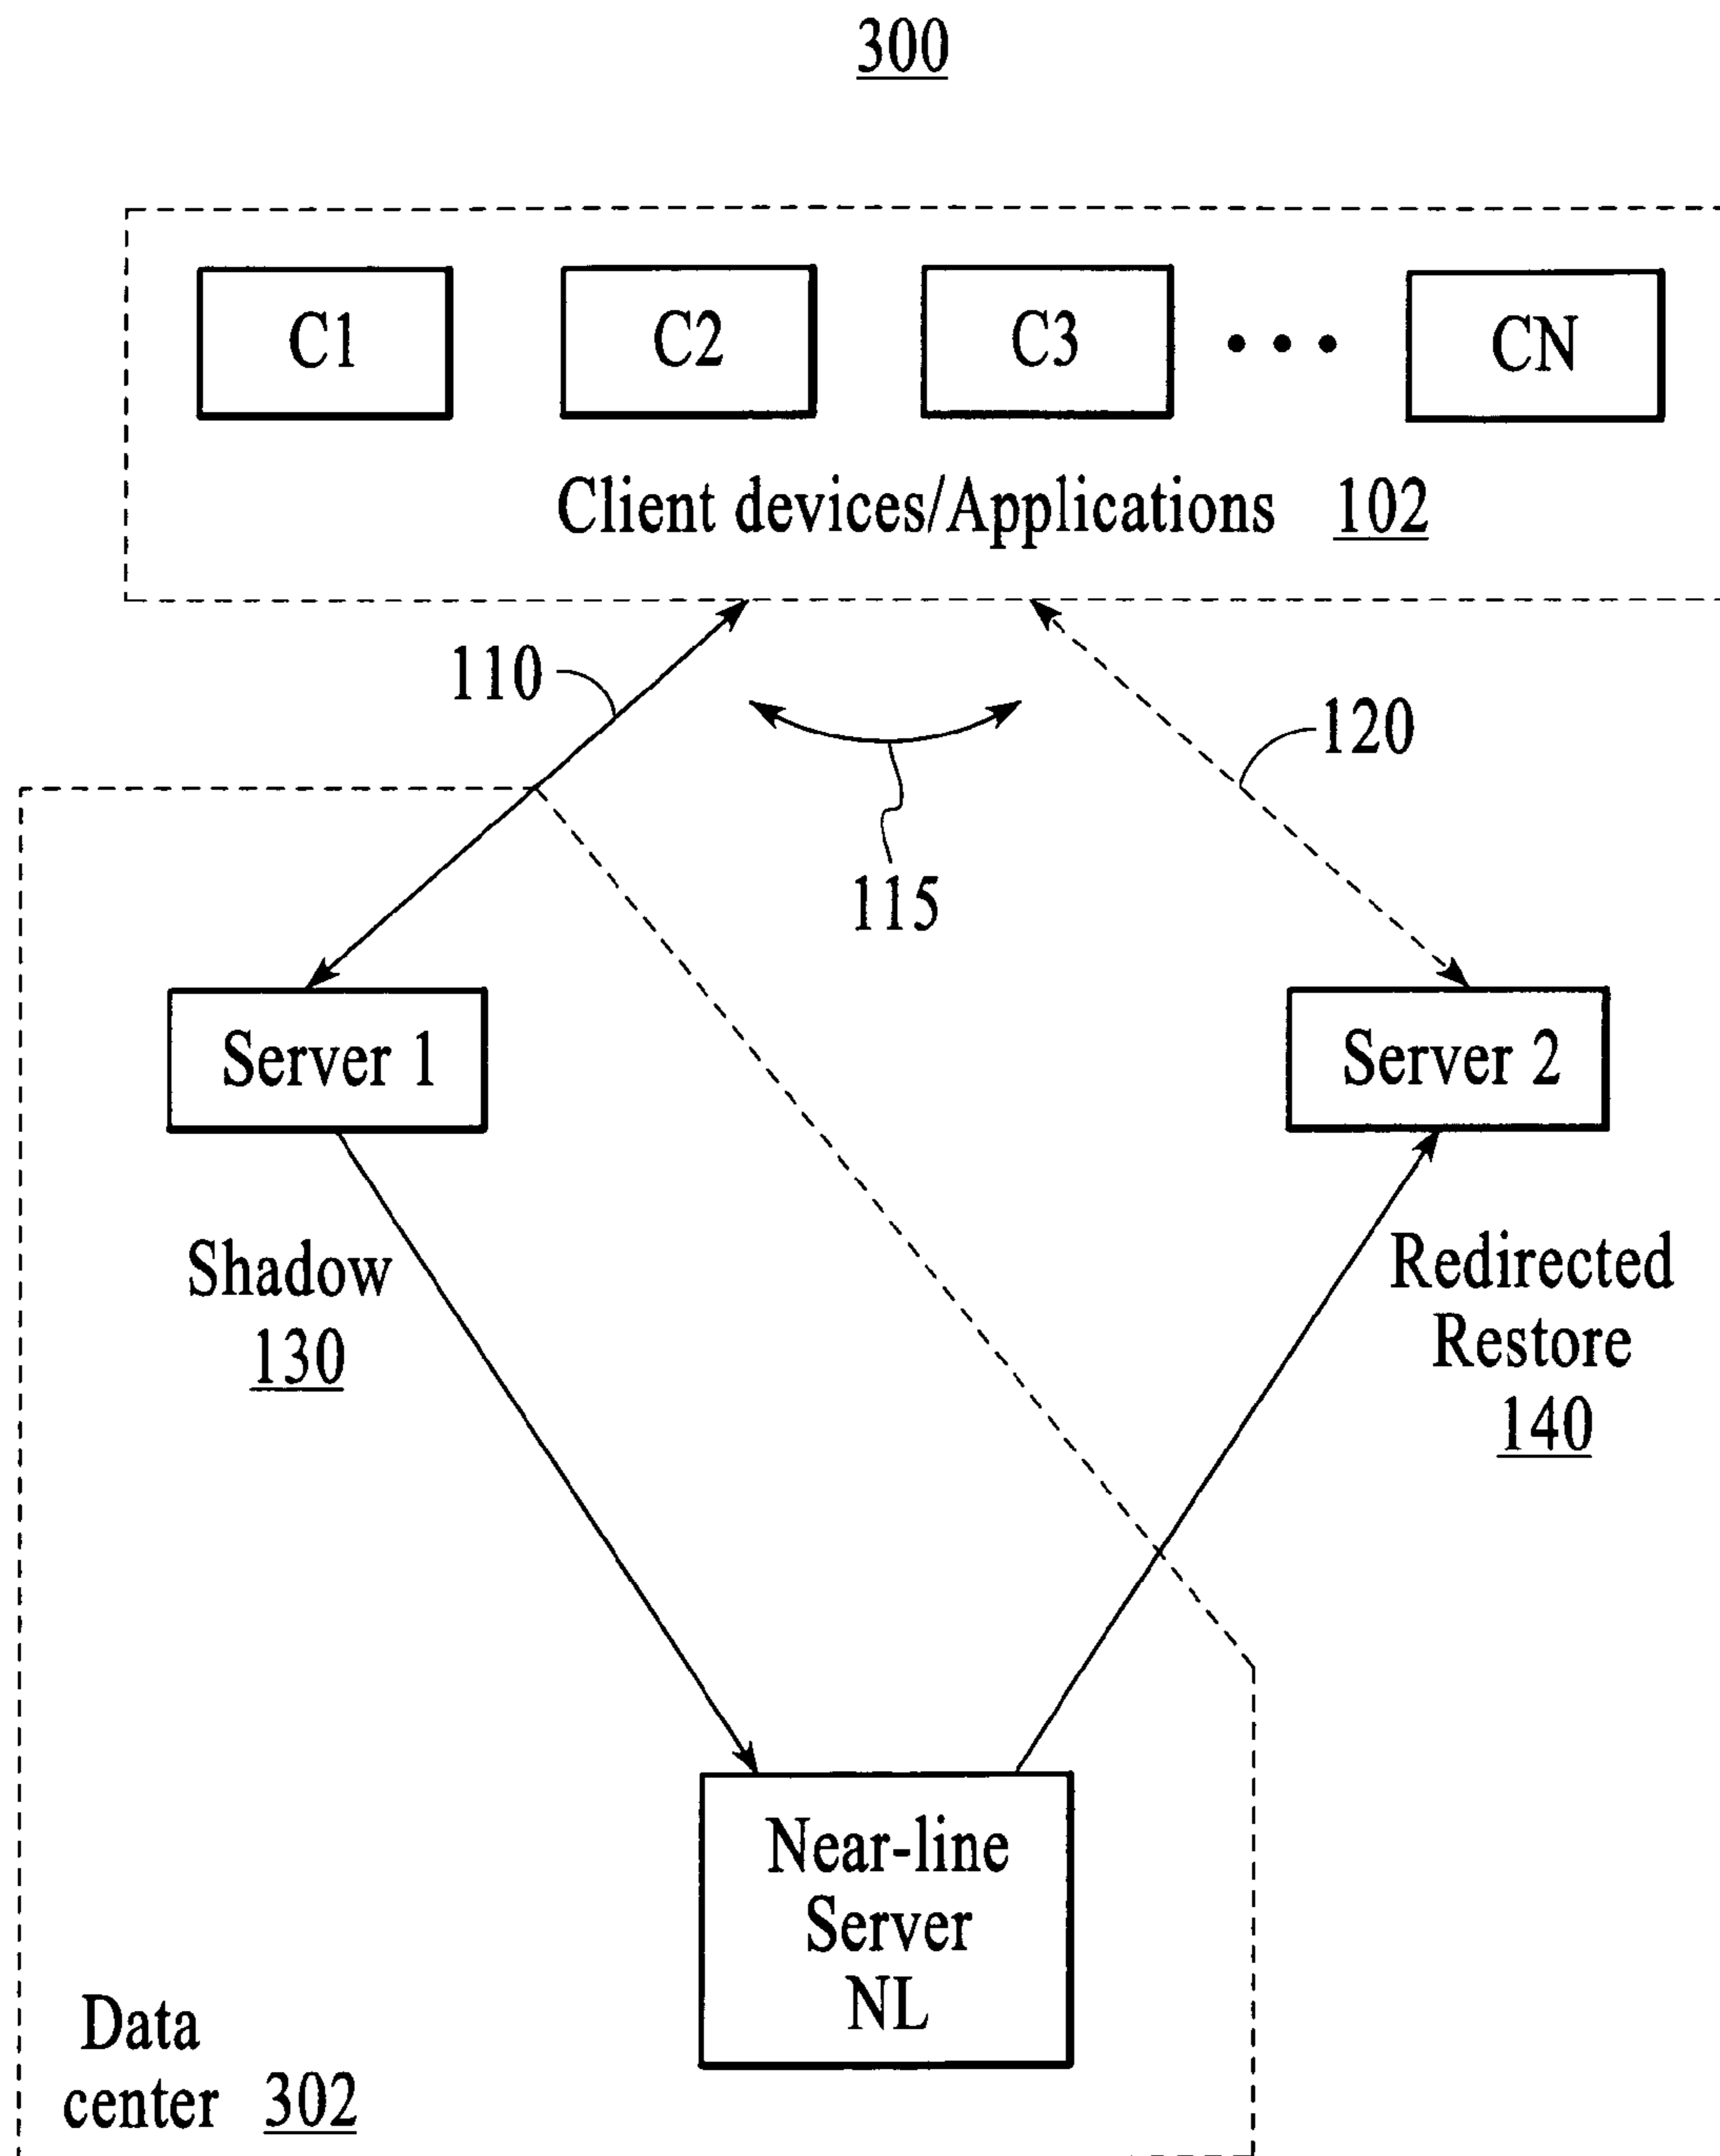 300
C1
C2
C3
• • •
CN
Client devices/Applications 102
110
120
115
Server 1
Server 2
Shadow
130
Redirected
Restore
140
Near-line
Server
NL
Data
center 302